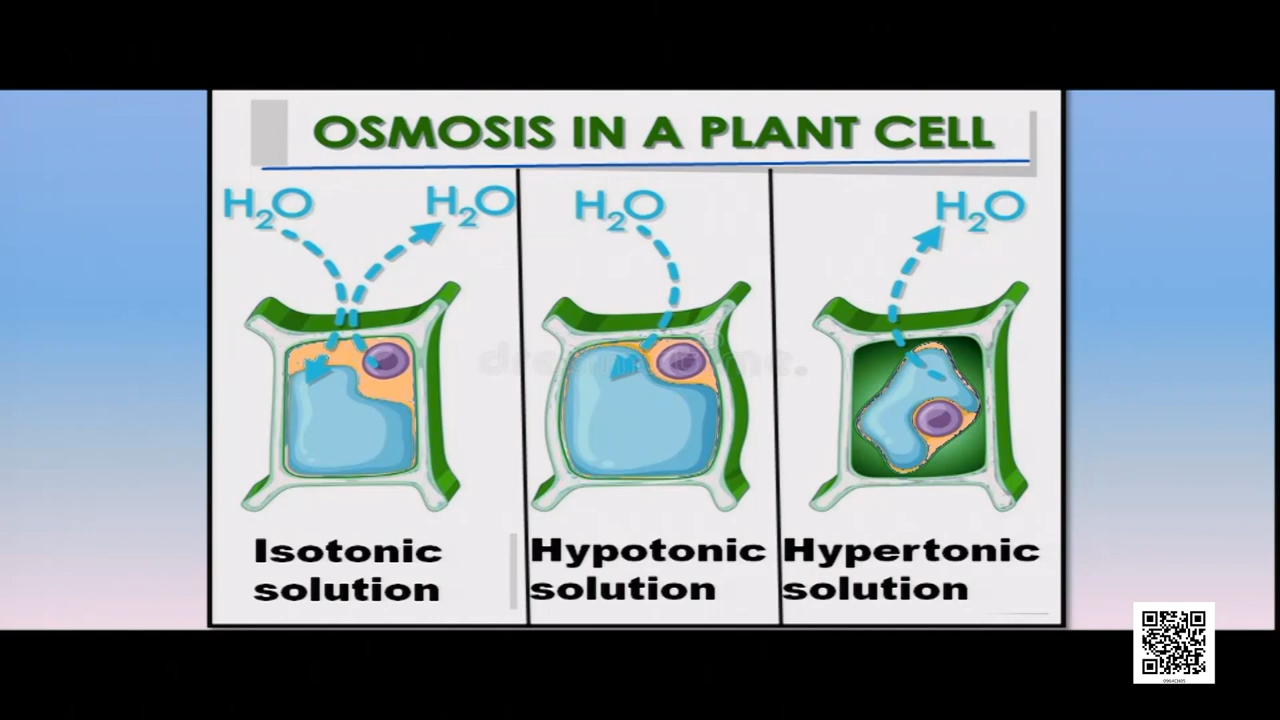 OSMOSIS IN A PLANT CELL
H2O
H2O
H2O
H2O
Isotonic
solution
Hypotonic
solution
Hypertonic
solution